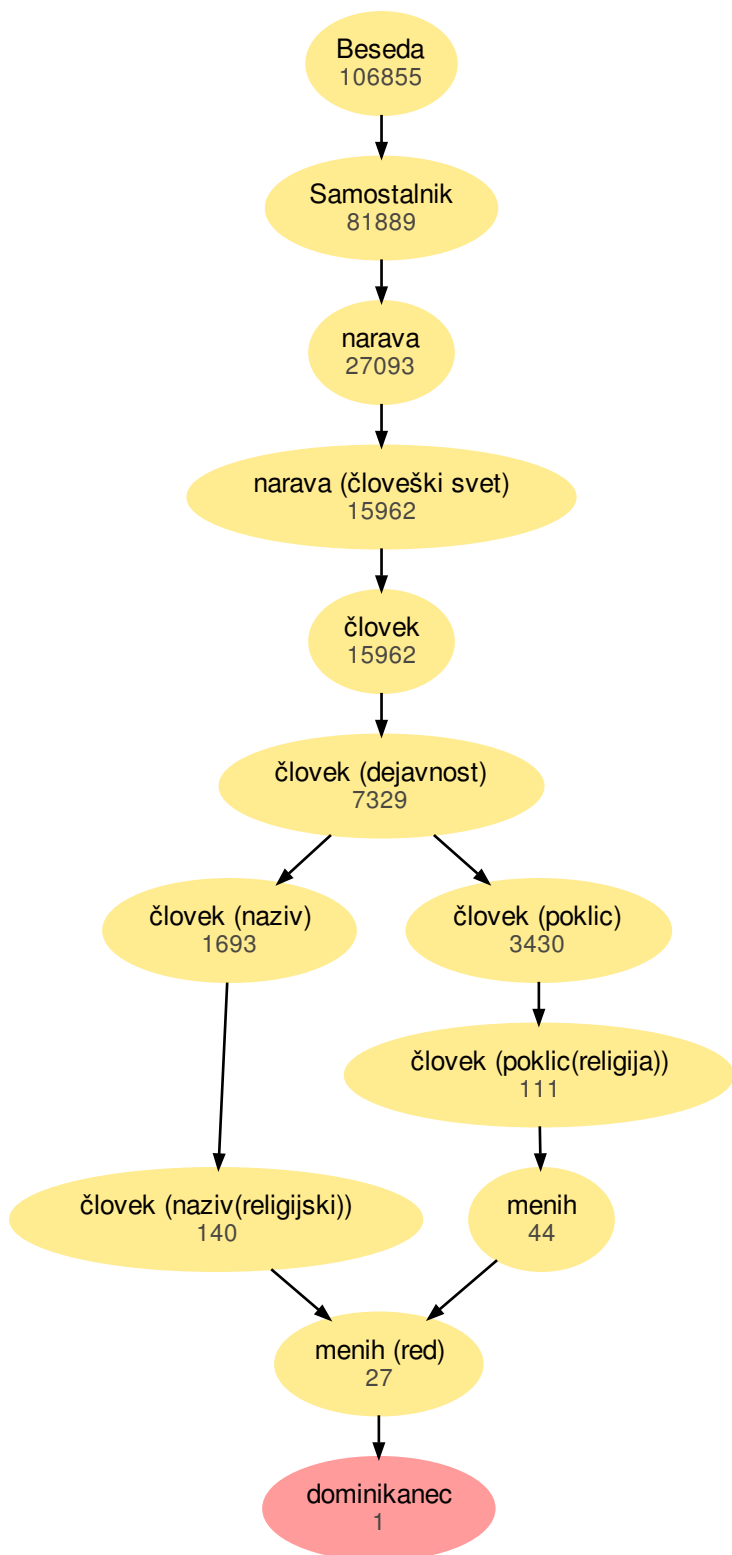 Beseda
106855
Samostalnik
81889
narava
27093
narava (človeški svet)
15962
človek
15962
človek (dejavnost)
7329
človek (naziv)
1693
človek (poklic)
3430
človek (poklic(religija))
111
človek (naziv(religijski))
140
menih
44
menih (red)
27
dominikanec
1